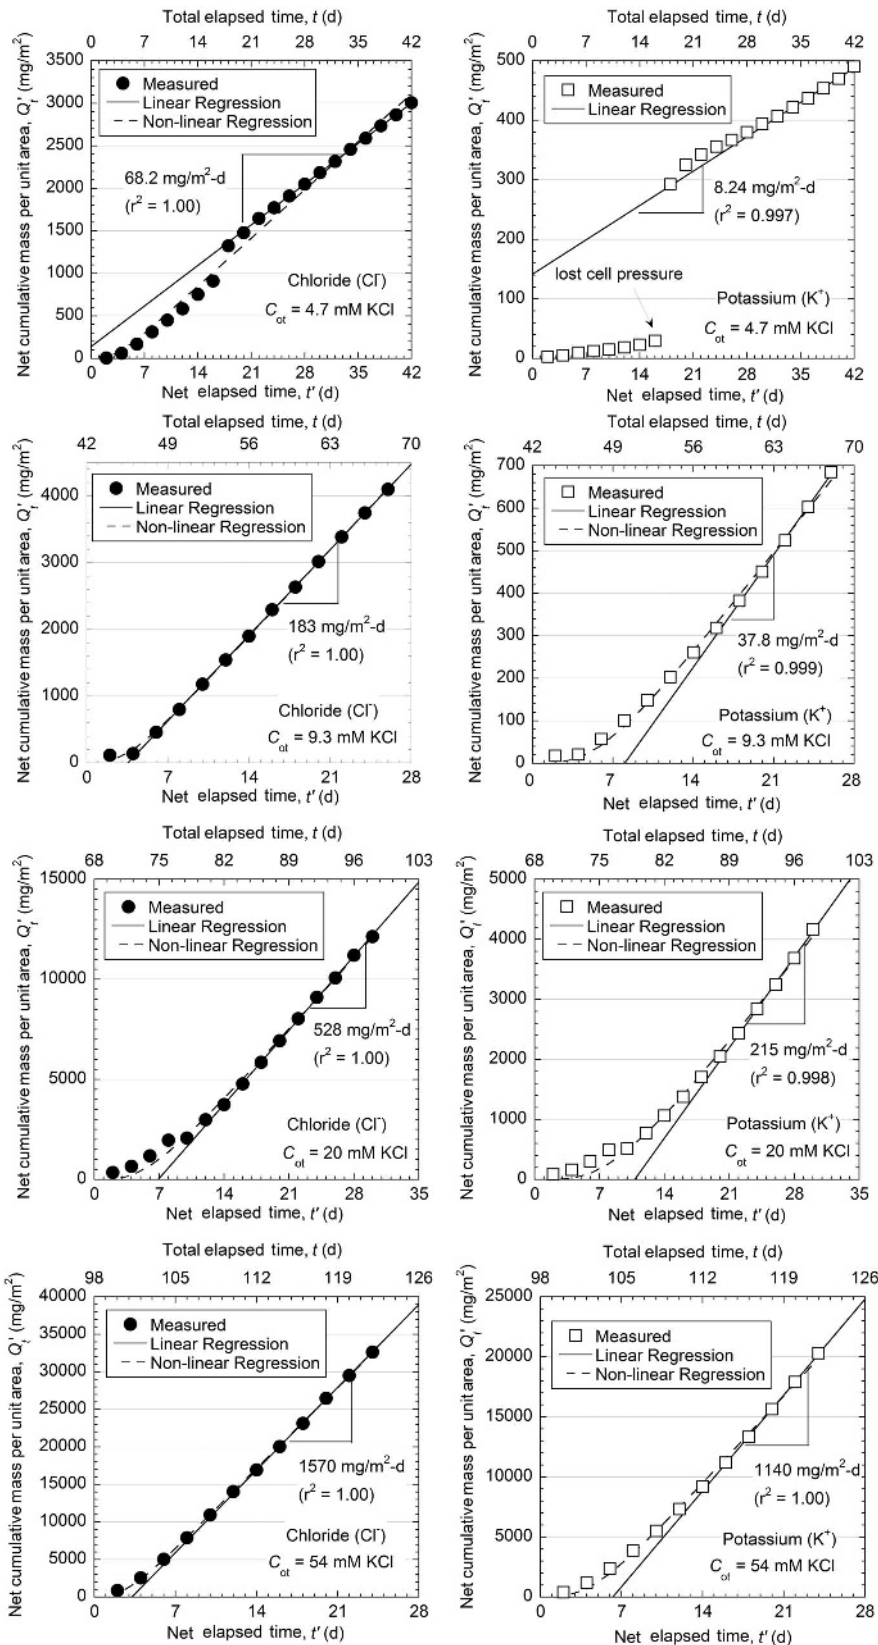 Total elapsed time, t (d)
0 7 14 21 28 35 42
Net cumulative mass per unit area, Q't (mg/m²)
3500
3000
2500
2000
1500
1000
500
0
Measured
Linear Regression
Non-linear Regression
68.2 mg/m²-d
(r² = 1.00)
Chloride (Cl⁻)
Cot = 4.7 mM KCl
0 7 14 21 28 35 42
Net elapsed time, t' (d)
Total elapsed time, t (d)
0 7 14 21 28 35 42
Net cumulative mass per unit area, Q't (mg/m²)
500
400
300
200
100
0
Measured
Linear Regression
8.24 mg/m²-d
(r² = 0.997)
lost cell pressure
Potassium (K⁺)
Cot = 4.7 mM KCl
0 7 14 21 28 35 42
Net elapsed time, t' (d)
Total elapsed time, t (d)
42 49 56 63 70
Net cumulative mass per unit area, Q't (mg/m²)
4000
3000
2000
1000
0
Measured
Linear Regression
Non-linear Regression
183 mg/m²-d
(r² = 1.00)
Chloride (Cl⁻)
Cot = 9.3 mM KCl
0 7 14 21 28
Net elapsed time, t' (d)
Total elapsed time, t (d)
42 49 56 63 70
Net cumulative mass per unit area, Q't (mg/m²)
700
600
500
400
300
200
100
0
Measured
Linear Regression
Non-linear Regression
37.8 mg/m²-d
(r² = 0.999)
Potassium (K⁺)
Cot = 9.3 mM KCl
0 7 14 21 28
Net elapsed time, t' (d)
Total elapsed time, t (d)
68 75 82 89 96 103
Net cumulative mass per unit area, Q't (mg/m²)
15000
10000
5000
0
Measured
Linear Regression
Non-linear Regression
528 mg/m²-d
(r² = 1.00)
Chloride (Cl⁻)
Cot = 20 mM KCl
0 7 14 21 28 35
Net elapsed time, t' (d)
Total elapsed time, t (d)
68 75 82 89 96 103
Net cumulative mass per unit area, Q't (mg/m²)
5000
4000
3000
2000
1000
0
Measured
Linear Regression
Non-linear Regression
215 mg/m²-d
(r² = 0.998)
Potassium (K⁺)
Cot = 20 mM KCl
0 7 14 21 28 35
Net elapsed time, t' (d)
Total elapsed time, t (d)
98 105 112 119 126
Net cumulative mass per unit area, Q't (mg/m²)
40000
35000
30000
25000
20000
15000
10000
5000
0
Measured
Linear Regression
Non-linear Regression
1570 mg/m²-d
(r² = 1.00)
Chloride (Cl⁻)
Cot = 54 mM KCl
0 7 14 21 28
Net elapsed time, t' (d)
Total elapsed time, t (d)
98 105 112 119 126
Net cumulative mass per unit area, Q't (mg/m²)
25000
20000
15000
10000
5000
0
Measured
Linear Regression
Non-linear Regression
1140 mg/m²-d
(r² = 1.00)
Potassium (K⁺)
Cot = 54 mM KCl
0 7 14 21 28
Net elapsed time, t' (d)